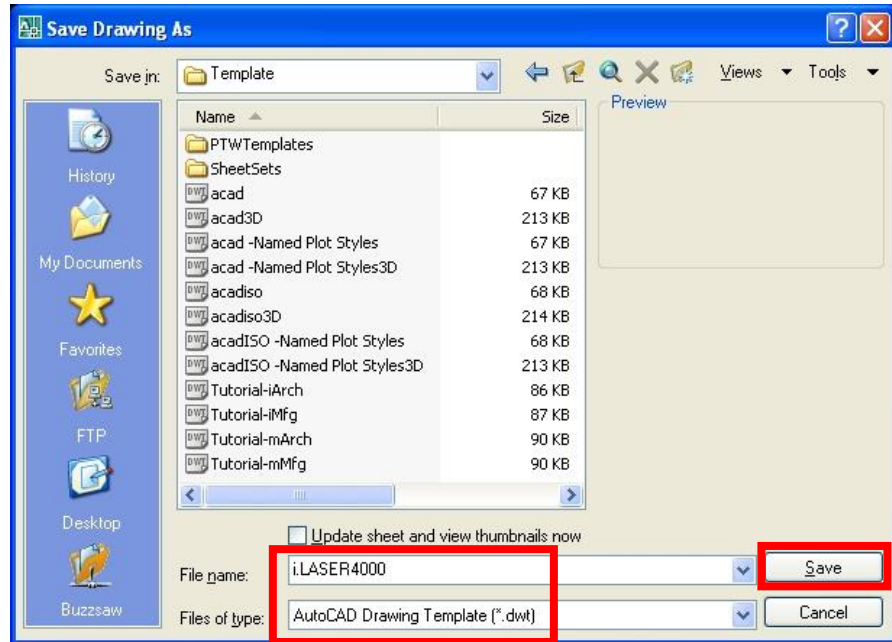 Save Drawing As
Save in: Template Views Tools
History
My Documents
Favorites
FTP
Desktop
Buzzsaw
Name Size
PTWTemplates
SheetSets
acad 67 KB
acad3D 213 KB
acad -Named Plot Styles 67 KB
acad -Named Plot Styles3D 213 KB
acadiso 68 KB
acadiso3D 214 KB
acadISO -Named Plot Styles 68 KB
acadISO -Named Plot Styles3D 213 KB
Tutorial-iArch 86 KB
Tutorial-iMfg 87 KB
Tutorial-mArch 90 KB
Tutorial-mMfg 90 KB
Preview
Update sheet and view thumbnails now
File name: i.LASER4000 Save
Files of type: AutoCAD Drawing Template (*.dwt) Cancel